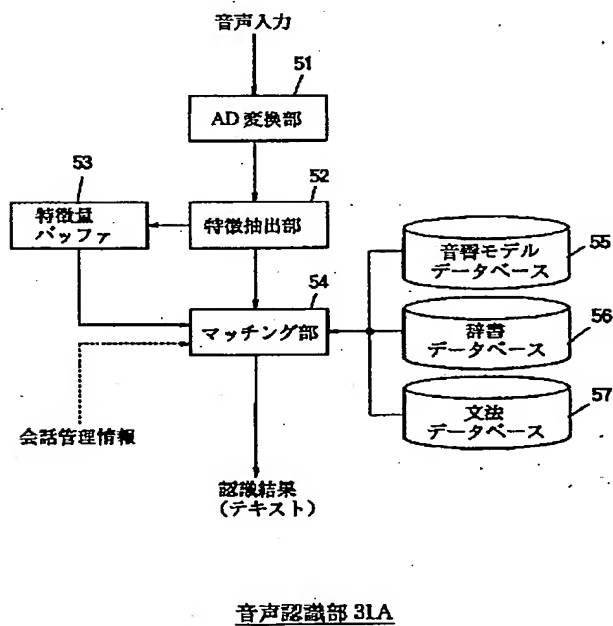 音声入力
51
AD変換部
53
52
特徴量
バッファ
特徴抽出部
54
マッチング部
55
音響モデル
データベース
56
辞書
データベース
57
文法
データベース
会話管理情報
認識結果
(テキスト)
音声認識部 31A